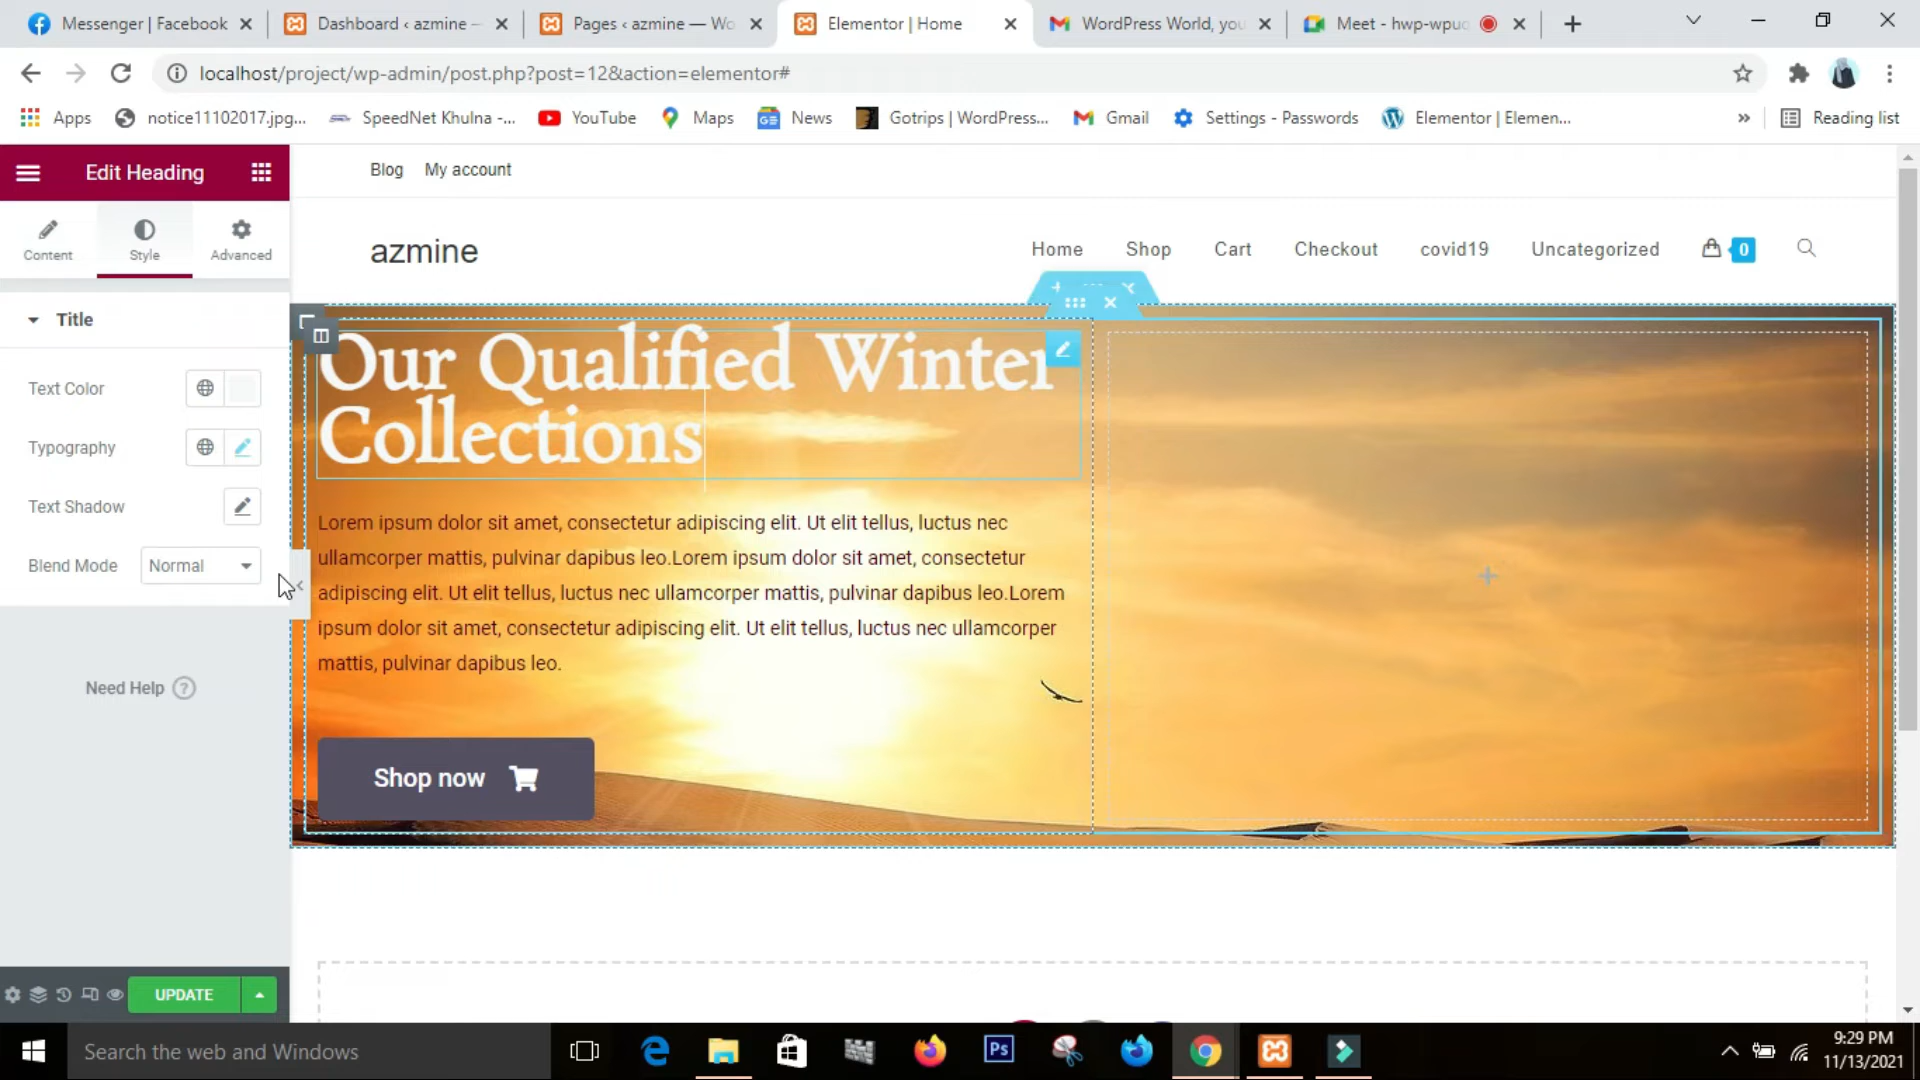 Messenger | Facebook
Dashboard ‹ azmine —
Pages ‹ azmine — Wo
Elementor | Home
WordPress World, you
Meet - hwp-wpuo
localhost/project/wp-admin/post.php?post=12&action=elementor#
Apps
notice11102017.jpg...
SpeedNet Khulna -...
YouTube
Maps
News
Gotrips | WordPress...
Gmail
Settings - Passwords
Elementor | Elemen...
»
Reading list
Edit Heading
Content
Style
Advanced
Title
Text Color
Typography
Text Shadow
Blend Mode
Normal
Need Help ?
UPDATE
Blog
My account
azmine
Home
Shop
Cart
Checkout
covid19
Uncategorized
0
Our Qualified Winter
Collections
Lorem ipsum dolor sit amet, consectetur adipiscing elit. Ut elit tellus, luctus nec
ullamcorper mattis, pulvinar dapibus leo.Lorem ipsum dolor sit amet, consectetur
adipiscing elit. Ut elit tellus, luctus nec ullamcorper mattis, pulvinar dapibus leo.Lorem
ipsum dolor sit amet, consectetur adipiscing elit. Ut elit tellus, luctus nec ullamcorper
mattis, pulvinar dapibus leo.
Shop now
Search the web and Windows
Ps
9:29 PM
11/13/2021